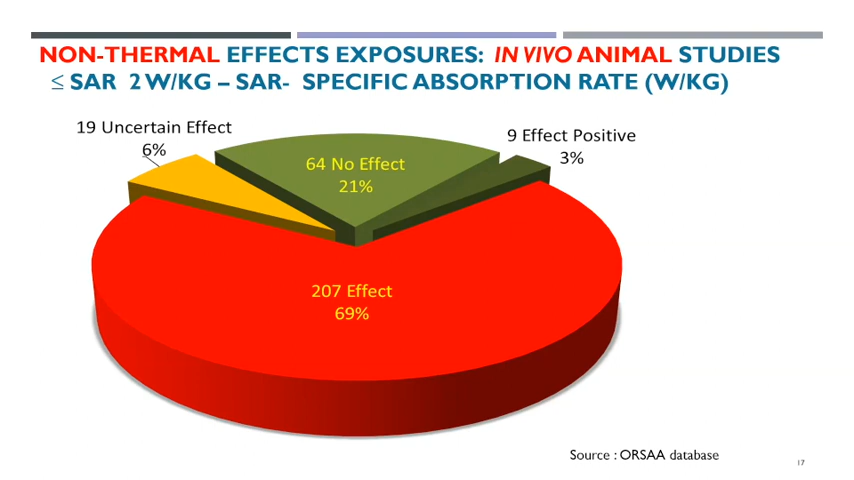 NON-THERMAL EFFECTS EXPOSURES: IN VIVO ANIMAL STUDIES
≤ SAR 2 W/KG – SAR- SPECIFIC ABSORPTION RATE (W/KG)
19 Uncertain Effect
6%
64 No Effect
21%
9 Effect Positive
3%
207 Effect
69%
Source : ORSAA database
17